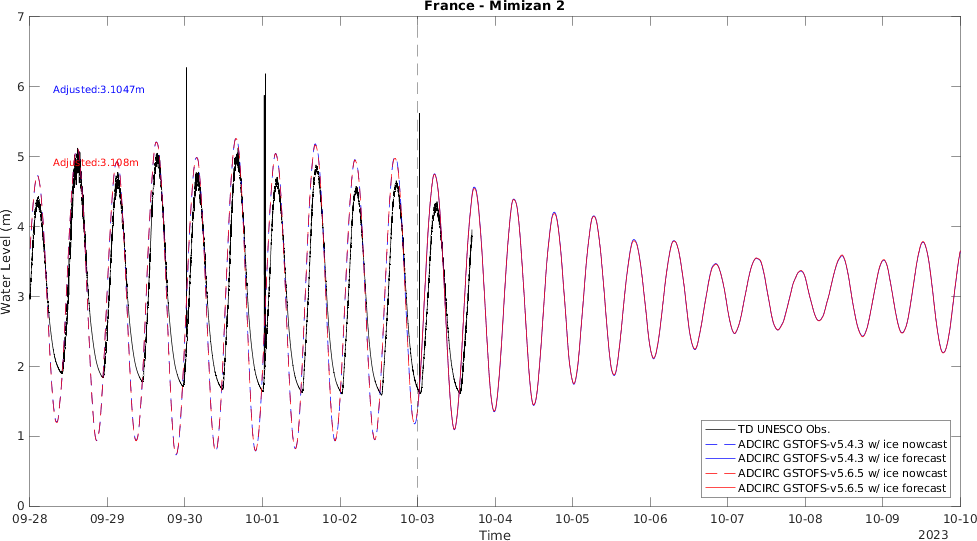 France - Mimizan 2
7
6
5
4
3
2
1
0
Water Level (m)
Adjusted:3.1047m
Adjusted:3.108m
TD UNESCO Obs.
ADCIRC GSTOFS-v5.4.3 w/ ice nowcast
ADCIRC GSTOFS-v5.4.3 w/ ice forecast
ADCIRC GSTOFS-v5.6.5 w/ ice nowcast
ADCIRC GSTOFS-v5.6.5 w/ ice forecast
09-28 09-29 09-30 10-01 10-02 10-03 10-04 10-05 10-06 10-07 10-08 10-09 10-10
Time
2023